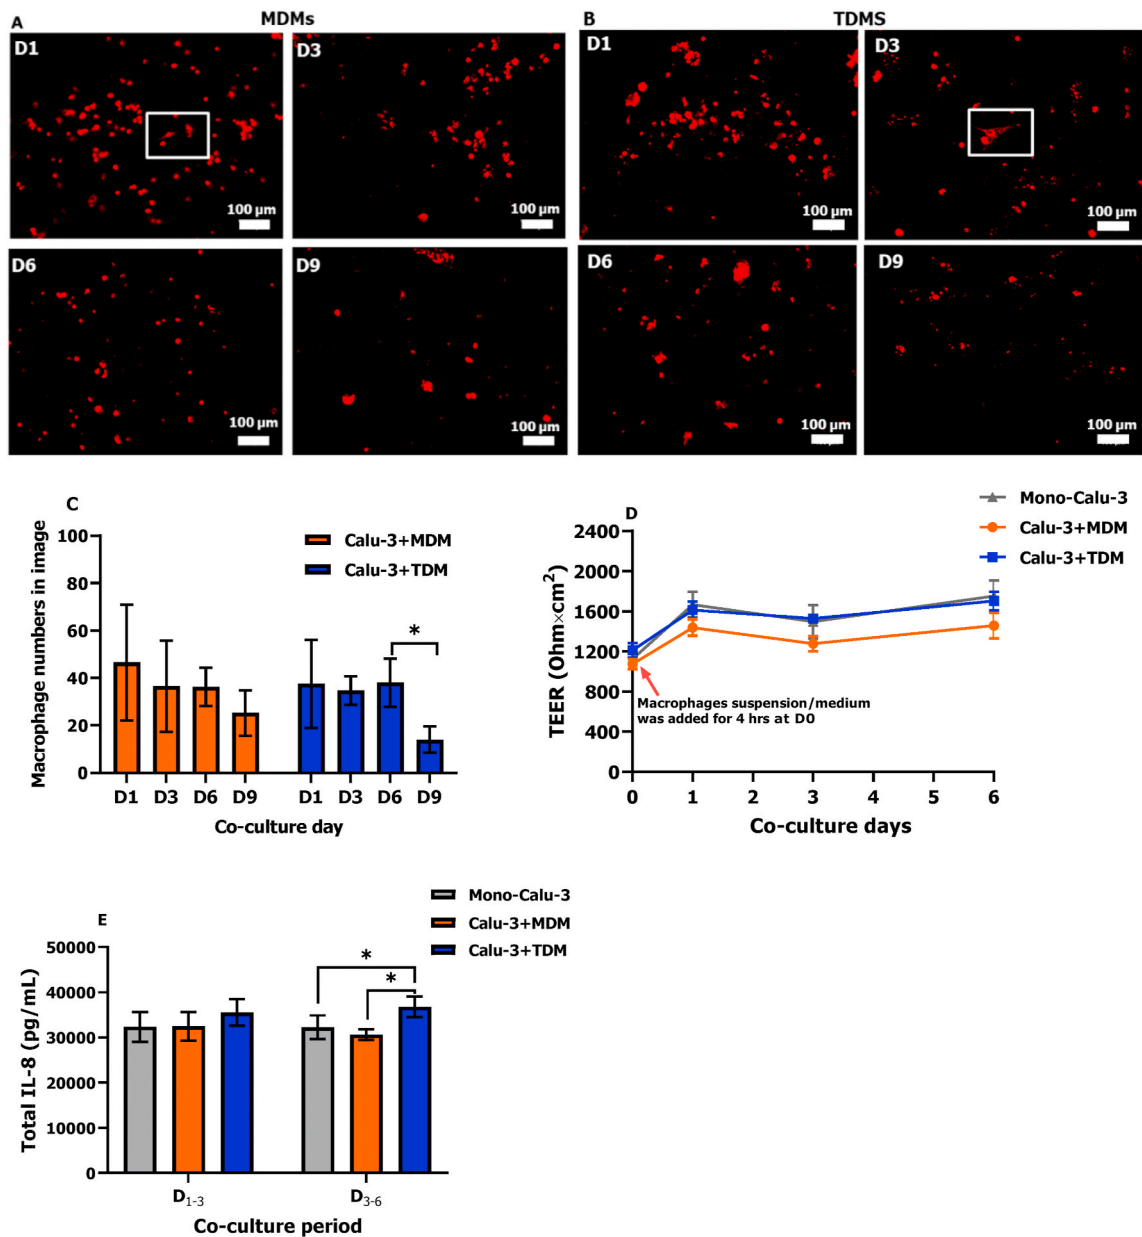 A
MDMs
D1
100 µm
D3
100 µm
D6
100 µm
D9
100 µm
B
TDMS
D1
100 µm
D3
100 µm
D6
100 µm
D9
100 µm
C
Macrophage numbers in image
100
80
60
40
20
0
Calu-3+MDM
Calu-3+TDM
*
D1 D3 D6 D9 D1 D3 D6 D9
Co-culture day
D
Mono-Calu-3
Calu-3+MDM
Calu-3+TDM
TEER (Ohm×cm²)
2400
2000
1600
1200
800
400
0
Macrophages suspension/medium
was added for 4 hrs at D0
0 1 2 3 4 5 6
Co-culture days
E
Mono-Calu-3
Calu-3+MDM
Calu-3+TDM
Total IL-8 (pg/mL)
50000
40000
30000
20000
10000
0
*
*
D₁₋₃ D₃₋₆
Co-culture period